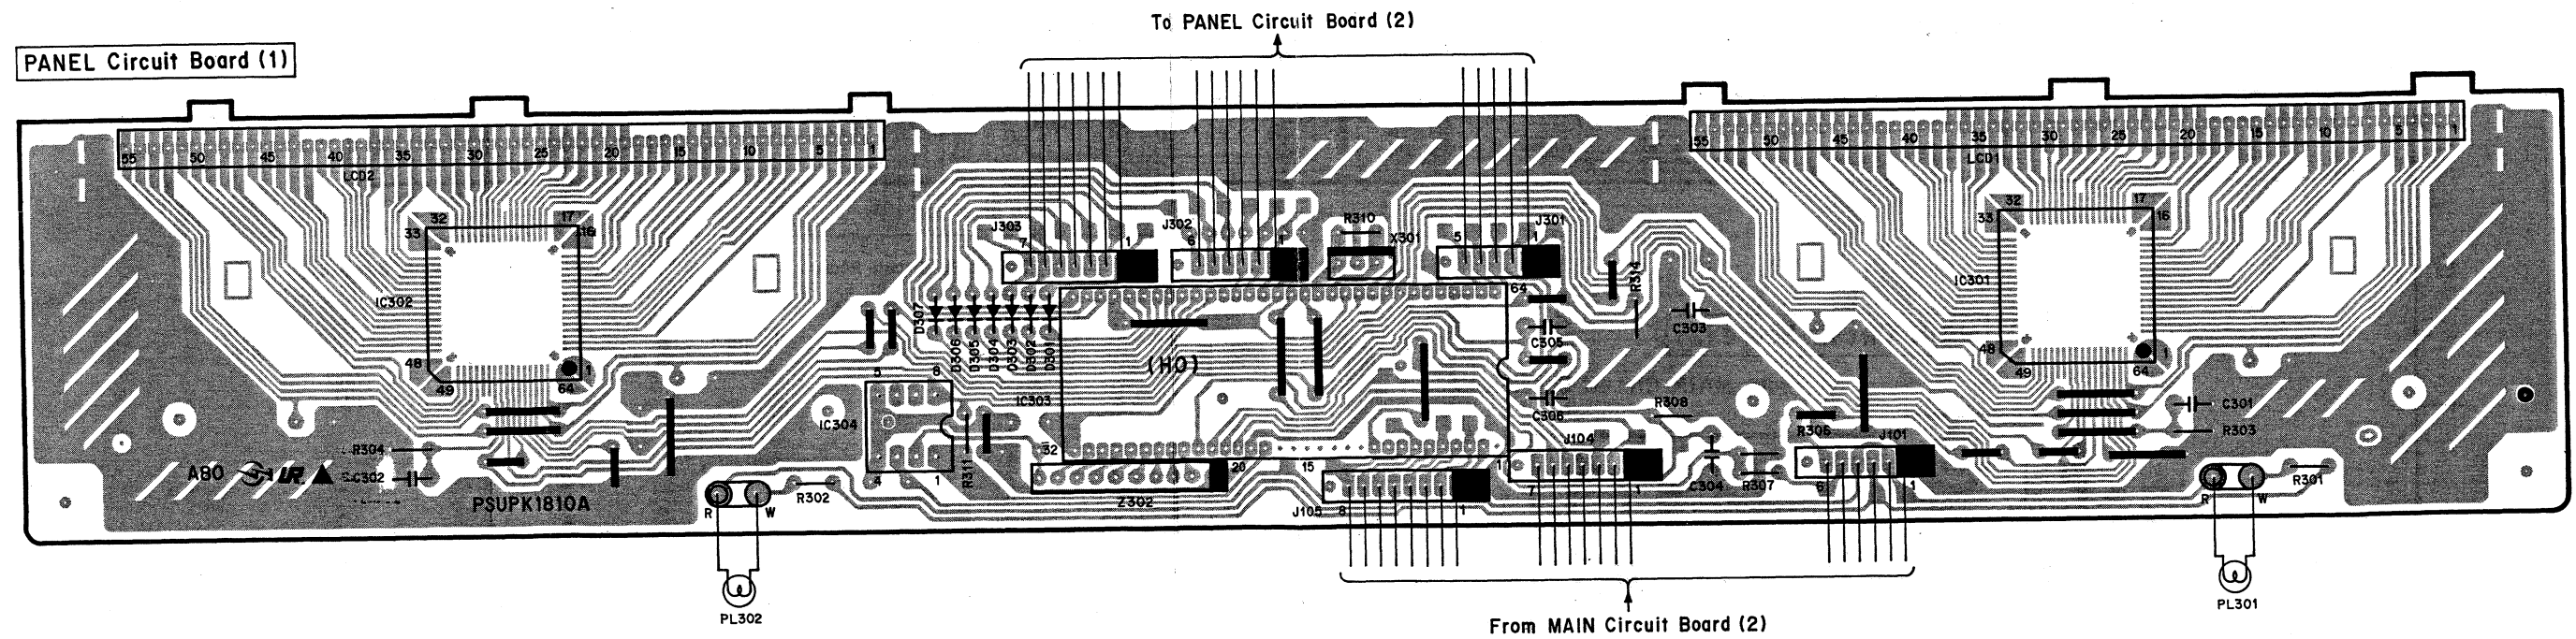 To PANEL Circuit Board (2)
PANEL Circuit Board (1)
55 50 45 40 35 30 25 20 15 10 5 1
LCD2
55 50 45 40 35 30 25 20 15 10 5 1
LCD1
32 17
33 16
IC302
48 1
49 64
32 17
33 16
IC301
48 1
49 64
J303
7 1
J302
6 1
R310
X301
J301
5 1
64
R314
C303
C305
C306
D307
D306
D305
D304
D303
D302
D301
(HO)
IC303
5 8
IC304
4 1
R311
32
20
15
1
Z302
R308
J104
7 1
C304
R307
R306
J101
6 1
C301
R303
R304
C302
A80 UR
PSUPK1810A
R W
R302
J105
8 1
R W
R301
PL302
PL301
From MAIN Circuit Board (2)